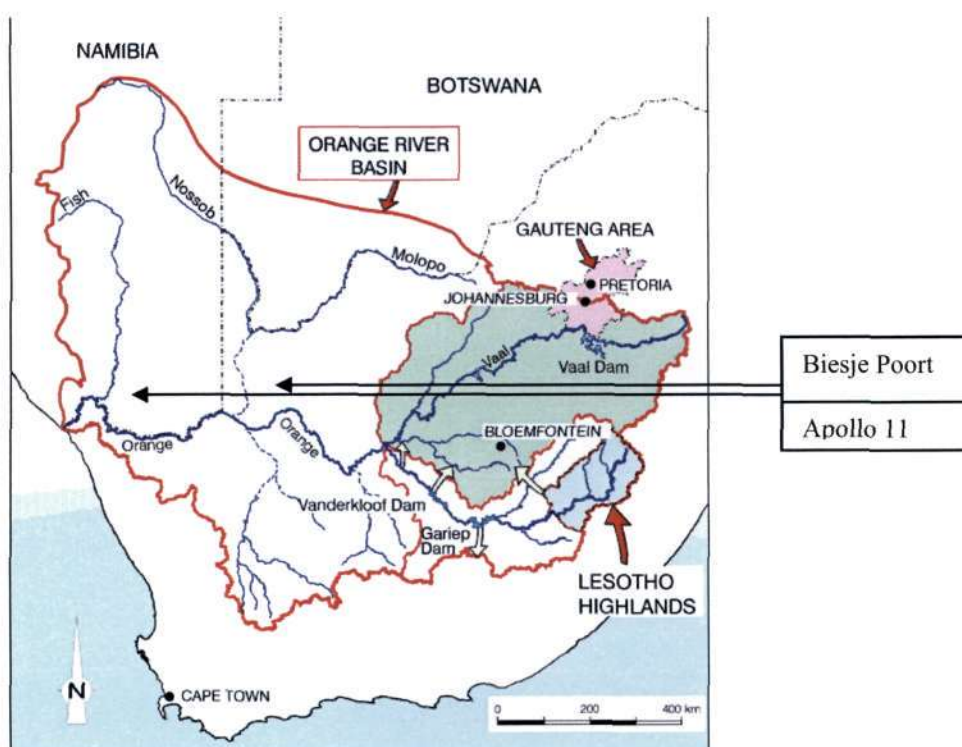 NAMIBIA
BOTSWANA
ORANGE RIVER
BASIN
Fish
Nossob
Molopo
GAUTENG AREA
PRETORIA
JOHANNESBURG
Vaal
Vaal Dam
Biesje Poort
Apollo 11
BLOEMFONTEIN
Orange
Orange
Vanderkloof Dam
Gariep
Dam
LESOTHO
HIGHLANDS
N
CAPE TOWN
0 200 400 km